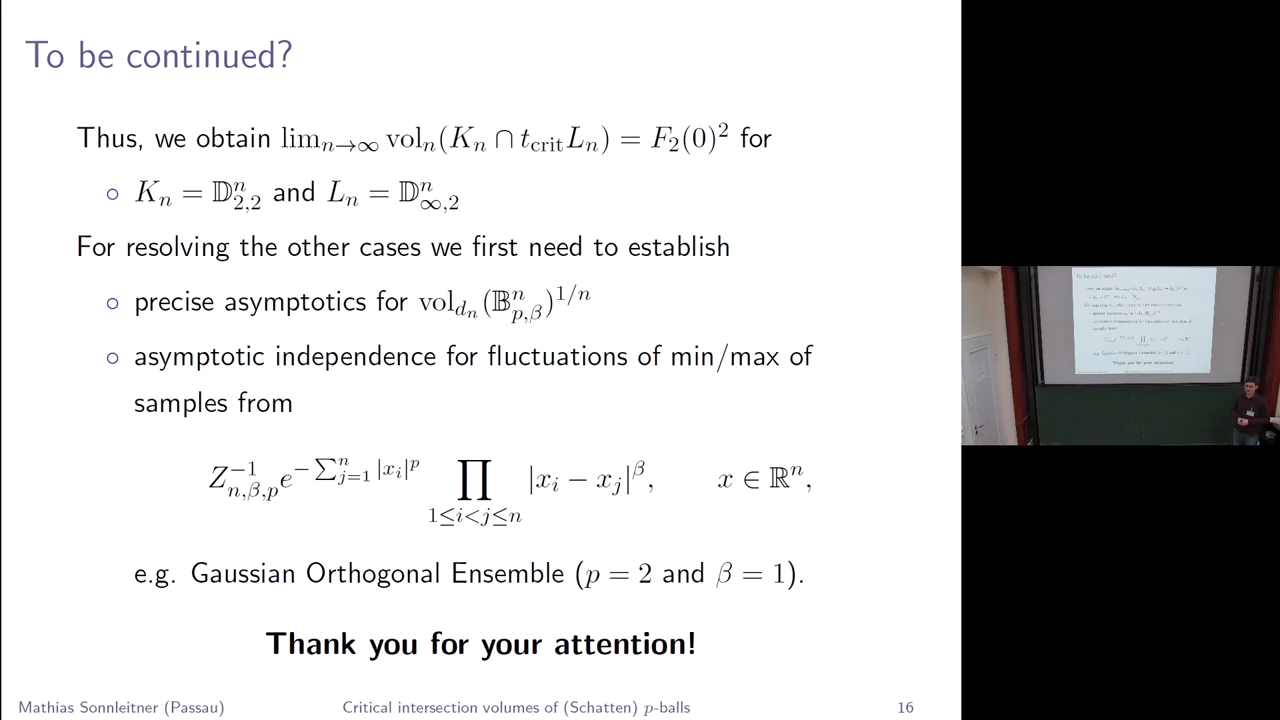 To be continued?
Thus, we obtain lim_{n→∞} vol_n(K_n ∩ t_{crit}L_n) = F_2(0)^2 for
○ K_n = 𝔻^n_{2,2} and L_n = 𝔻^n_{∞,2}
For resolving the other cases we first need to establish
○ precise asymptotics for vol_{d_n}(𝔹^n_{p,β})^{1/n}
○ asymptotic independence for fluctuations of min/max of
samples from
Z^{-1}_{n,β,p} e^{-∑^n_{j=1} |x_i|^p} ∏_{1≤i<j≤n} |x_i − x_j|^β, x ∈ ℝ^n,
e.g. Gaussian Orthogonal Ensemble (p = 2 and β = 1).
Thank you for your attention!
Mathias Sonnleitner (Passau) Critical intersection volumes of (Schatten) p-balls 16